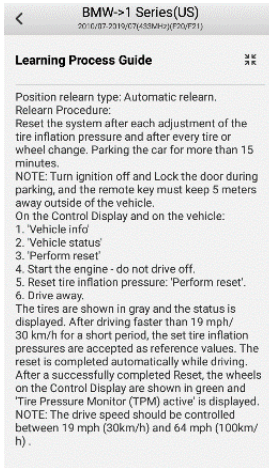 BMW->1 Series(US)
2010/07-2019/07(433MHz)(F20/F21)
Learning Process Guide
Position relearn type: Automatic relearn.
Relearn Procedure:
Reset the system after each adjustment of the
tire inflation pressure and after every tire or
wheel change. Parking the car for more than 15
minutes.
NOTE: Turn ignition off and Lock the door during
parking, and the remote key must keep 5 meters
away outside of the vehicle.
On the Control Display and on the vehicle:
1. 'Vehicle info'
2. 'Vehicle status'
3. 'Perform reset'
4. Start the engine - do not drive off.
5. Reset tire inflation pressure: 'Perform reset'.
6. Drive away.
The tires are shown in gray and the status is
displayed. After driving faster than 19 mph/
30 km/h for a short period, the set tire inflation
pressures are accepted as reference values. The
reset is completed automatically while driving.
After a successfully completed Reset, the wheels
on the Control Display are shown in green and
'Tire Pressure Monitor (TPM) active' is displayed.
NOTE: The drive speed should be controlled
between 19 mph (30km/h) and 64 mph (100km/
h) .